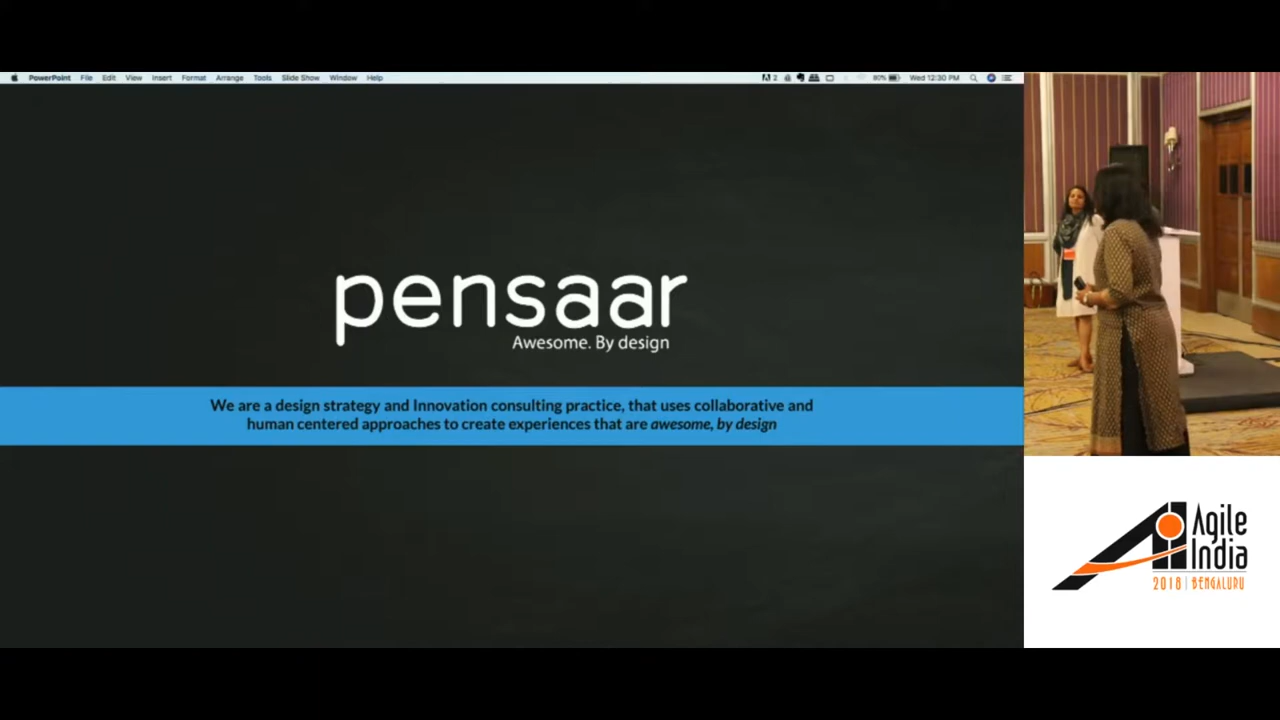 PowerPoint File Edit View Insert Format Arrange Tools Slide Show Window Help
2 80% Wed 12:30 PM
pensaar
Awesome. By design
We are a design strategy and Innovation consulting practice, that uses collaborative and
human centered approaches to create experiences that are awesome, by design
Agile
India
2018 | BENGALURU